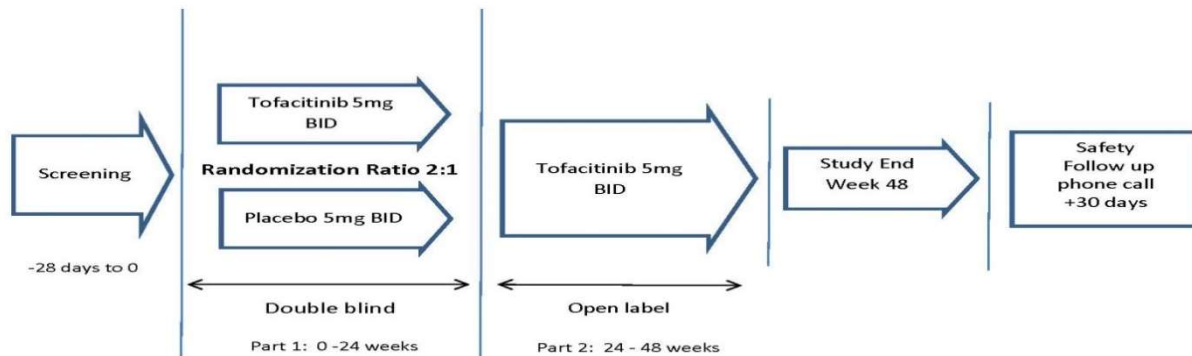 Screening
-28 days to 0
Tofacitinib 5mg
BID
Randomization Ratio 2:1
Placebo 5mg BID
Double blind
Part 1: 0 -24 weeks
Tofacitinib 5mg
BID
Open label
Part 2: 24 - 48 weeks
Study End
Week 48
Safety
Follow up
phone call
+30 days